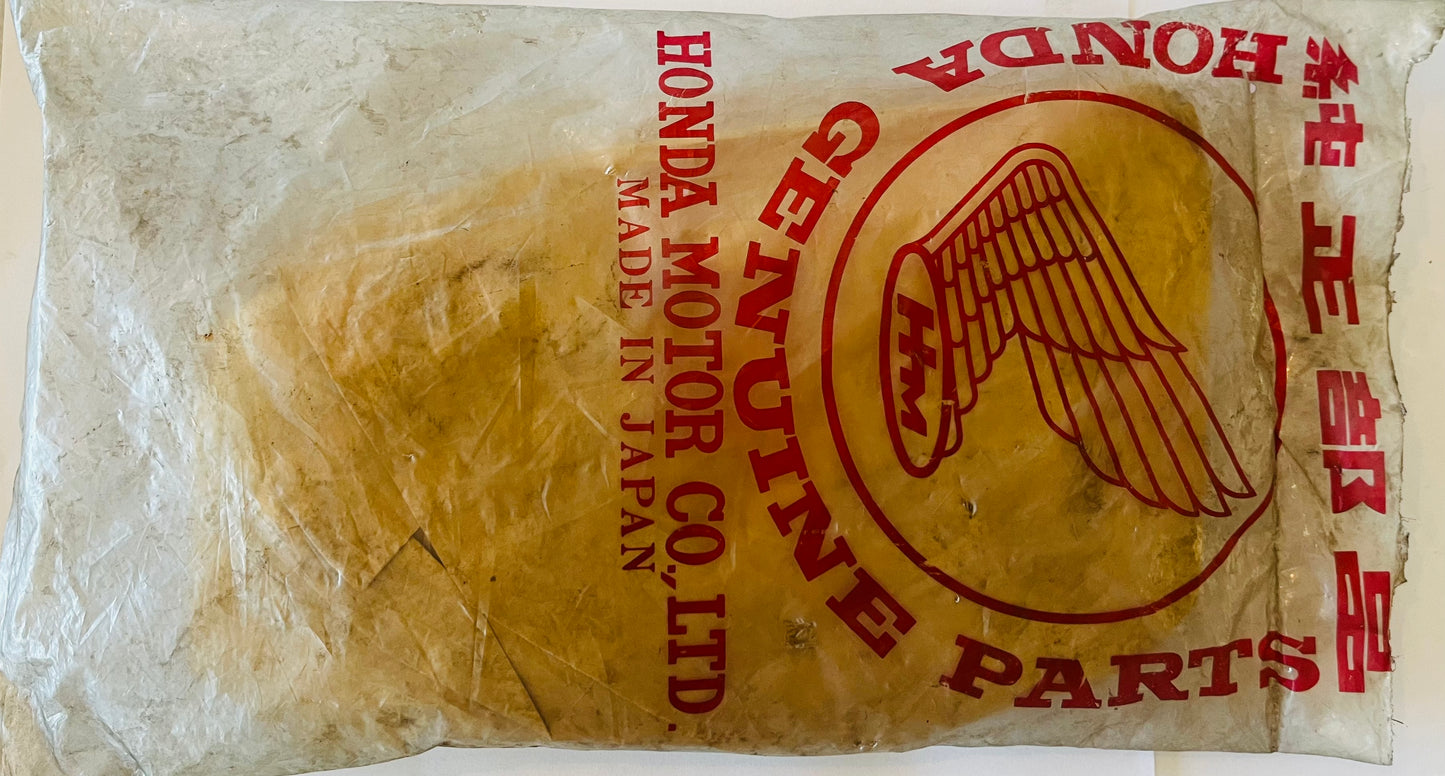 純正部品
HM
HONDA GENUINE PARTS
HONDA MOTOR CO.,LTD.
MADE IN JAPAN